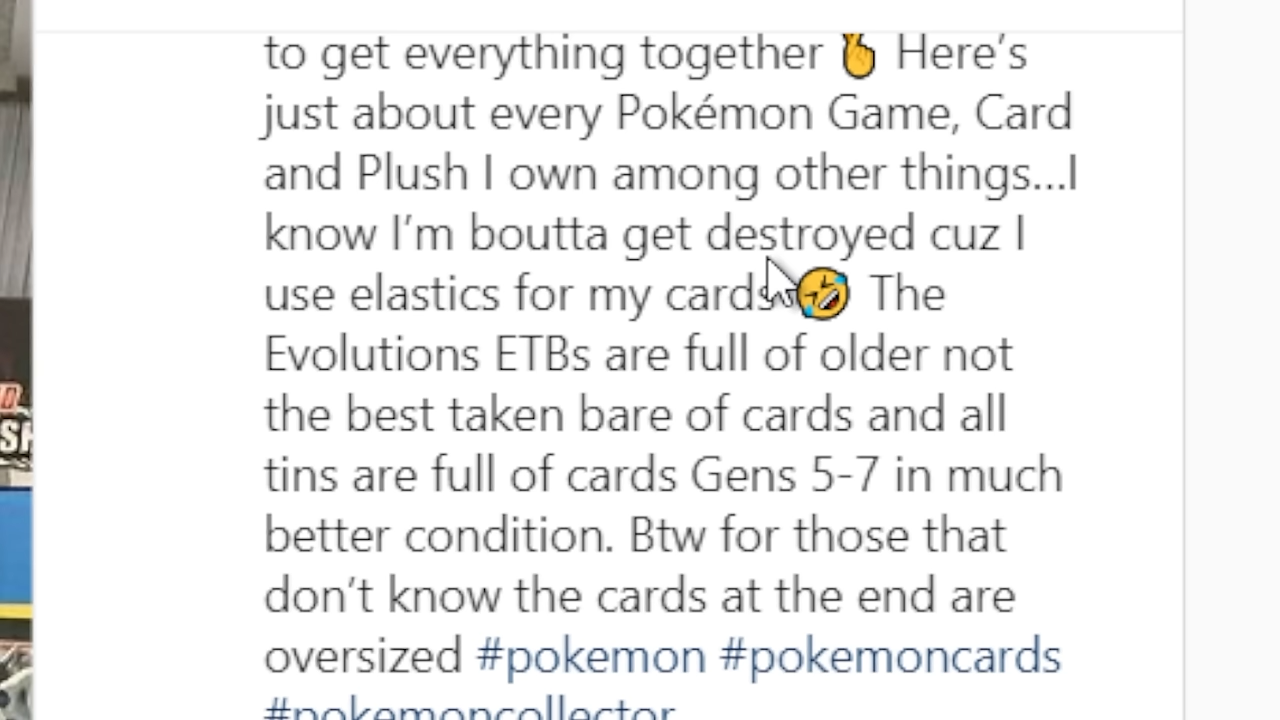 to get everything together 🫰 Here’s
just about every Pokémon Game, Card
and Plush I own among other things...I
know I’m boutta get destroyed cuz I
use elastics for my cards 🤣 The
Evolutions ETBs are full of older not
the best taken bare of cards and all
tins are full of cards Gens 5-7 in much
better condition. Btw for those that
don’t know the cards at the end are
oversized #pokemon #pokemoncards
#pokemoncollector